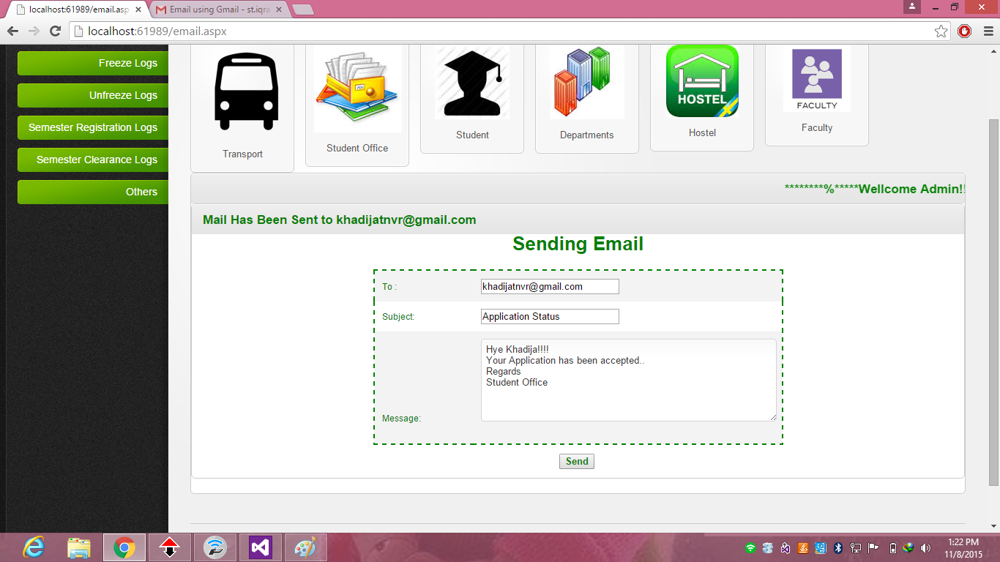 localhost:61989/email.asp
Email using Gmail - st.iqra
localhost:61989/email.aspx
Freeze Logs
Unfreeze Logs
Semester Registration Logs
Semester Clearance Logs
Others
Transport
Student Office
Student
Departments
HOSTEL
Hostel
FACULTY
Faculty
********%*****Wellcome Admin!!
Mail Has Been Sent to khadijatnvr@gmail.com
Sending Email
To :
khadijatnvr@gmail.com
Subject:
Application Status
Hye Khadija!!!!
Your Application has been accepted..
Regards
Student Office
Message:
Send
1:22 PM
11/8/2015